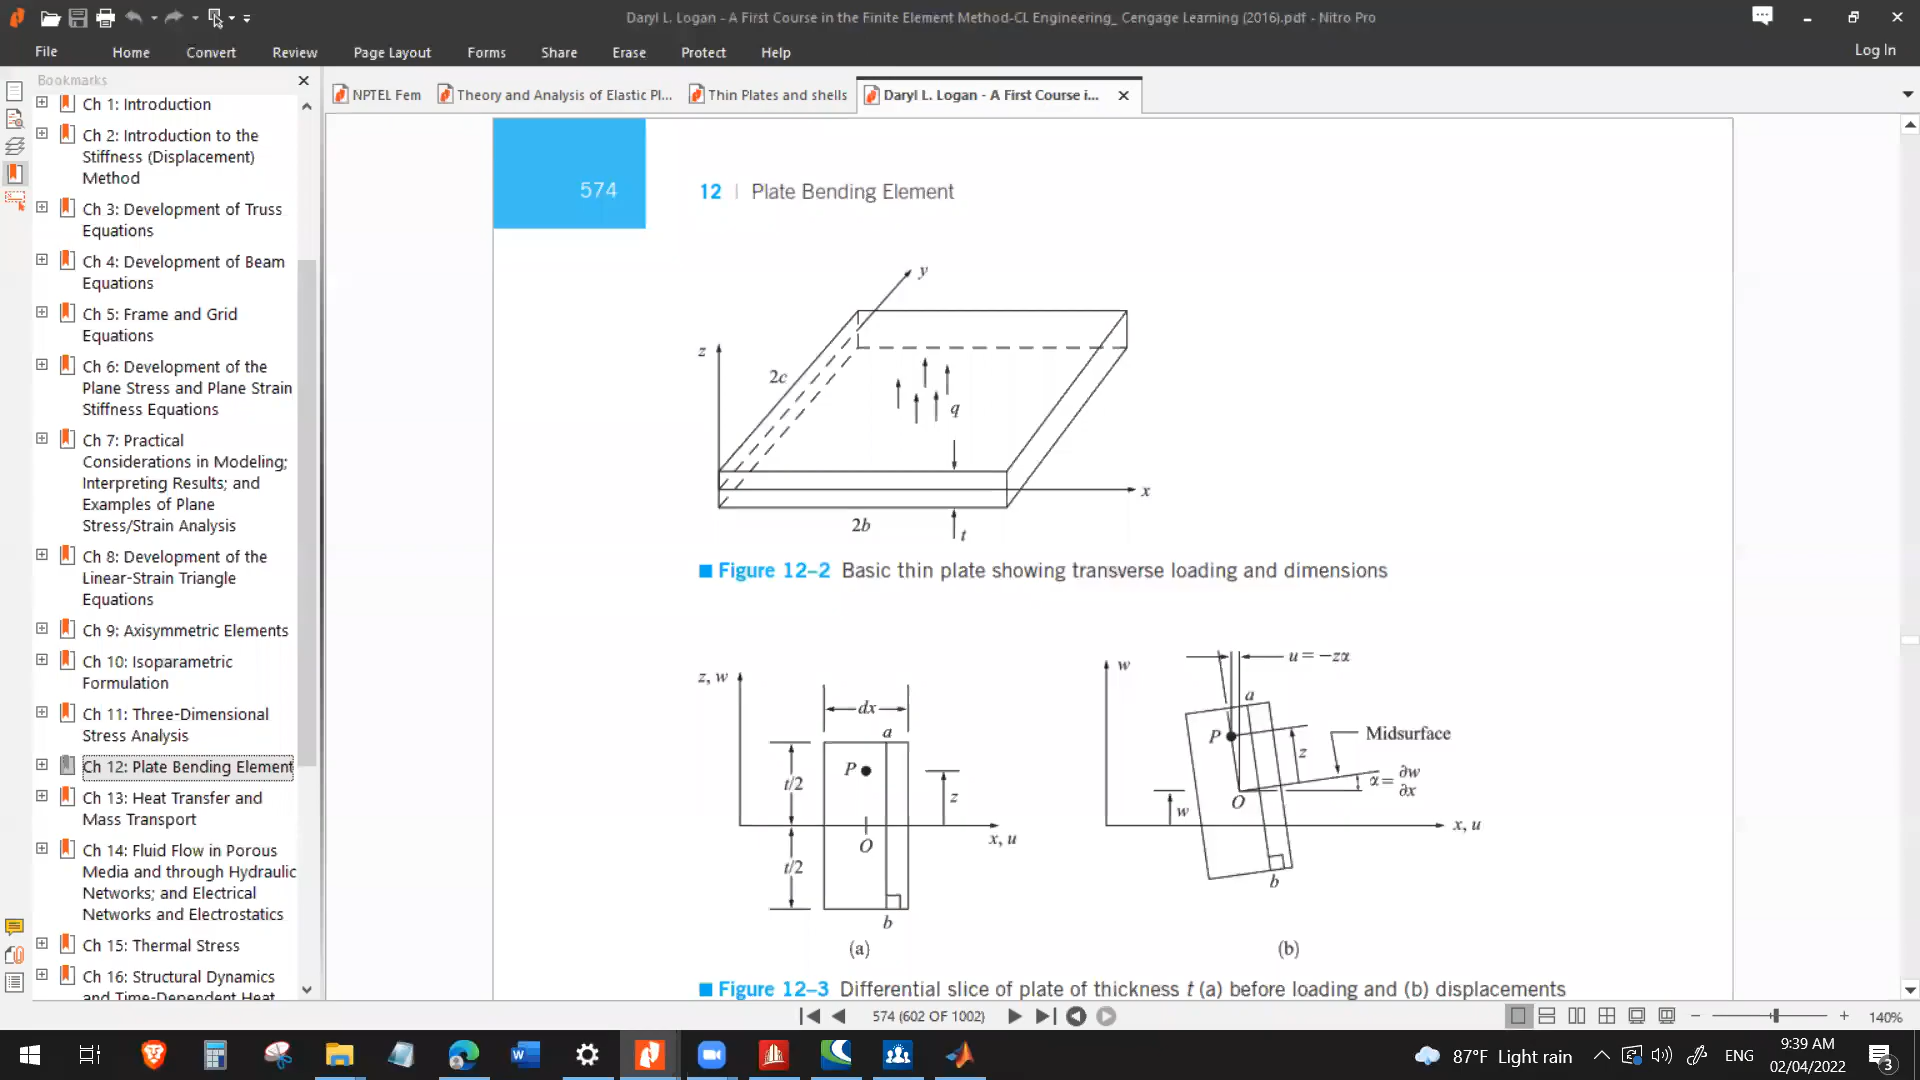 Daryl L. Logan - A First Course in the Finite Element Method-CL Engineering_ Cengage Learning (2016).pdf - Nitro Pro
File
Home
Convert
Review
Page Layout
Forms
Share
Erase
Protect
Help
Log In
Bookmarks
NPTEL Fem
Theory and Analysis of Elastic Pl...
Thin Plates and shells
Daryl L. Logan - A First Course i...
Ch 1: Introduction
Ch 2: Introduction to the
Stiffness (Displacement)
Method
Ch 3: Development of Truss
Equations
Ch 4: Development of Beam
Equations
Ch 5: Frame and Grid
Equations
Ch 6: Development of the
Plane Stress and Plane Strain
Stiffness Equations
Ch 7: Practical
Considerations in Modeling;
Interpreting Results; and
Examples of Plane
Stress/Strain Analysis
Ch 8: Development of the
Linear-Strain Triangle
Equations
Ch 9: Axisymmetric Elements
Ch 10: Isoparametric
Formulation
Ch 11: Three-Dimensional
Stress Analysis
Ch 12: Plate Bending Element
Ch 13: Heat Transfer and
Mass Transport
Ch 14: Fluid Flow in Porous
Media and through Hydraulic
Networks; and Electrical
Networks and Electrostatics
Ch 15: Thermal Stress
Ch 16: Structural Dynamics
and Time-Dependent Heat
574
12 | Plate Bending Element
y
z
2c
q
x
2b
t
■ Figure 12–2 Basic thin plate showing transverse loading and dimensions
z, w
dx
a
P
t/2
z
x, u
O
t/2
b
(a)
w
u = −zα
a
P
Midsurface
z
α = ∂w
∂x
O
w
x, u
b
(b)
■ Figure 12–3 Differential slice of plate of thickness t (a) before loading and (b) displacements
574 (602 OF 1002)
140%
87°F Light rain
ENG
9:39 AM
02/04/2022
3